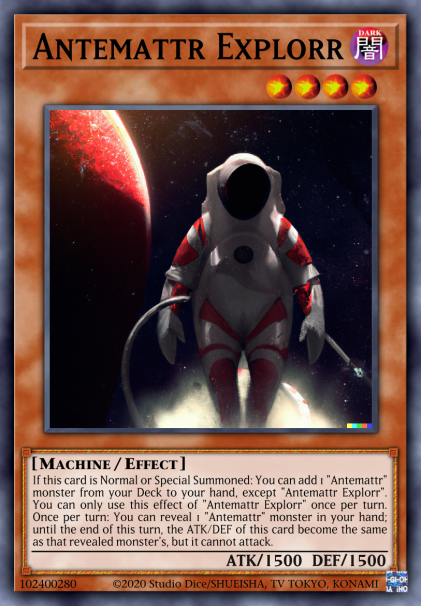 ANTEMATTR EXPLORR
DARK
闇
[MACHINE / EFFECT]
If this card is Normal or Special Summoned: You can add 1 "Antemattr"
monster from your Deck to your hand, except "Antemattr Explorr".
You can only use this effect of "Antemattr Explorr" once per turn.
Once per turn: You can reveal 1 "Antemattr" monster in your hand;
until the end of this turn, the ATK/DEF of this card become the same
as that revealed monster's, but it cannot attack.
ATK/1500 DEF/1500
102400280 ©2020 Studio Dice/SHUEISHA, TV TOKYO, KONAMI